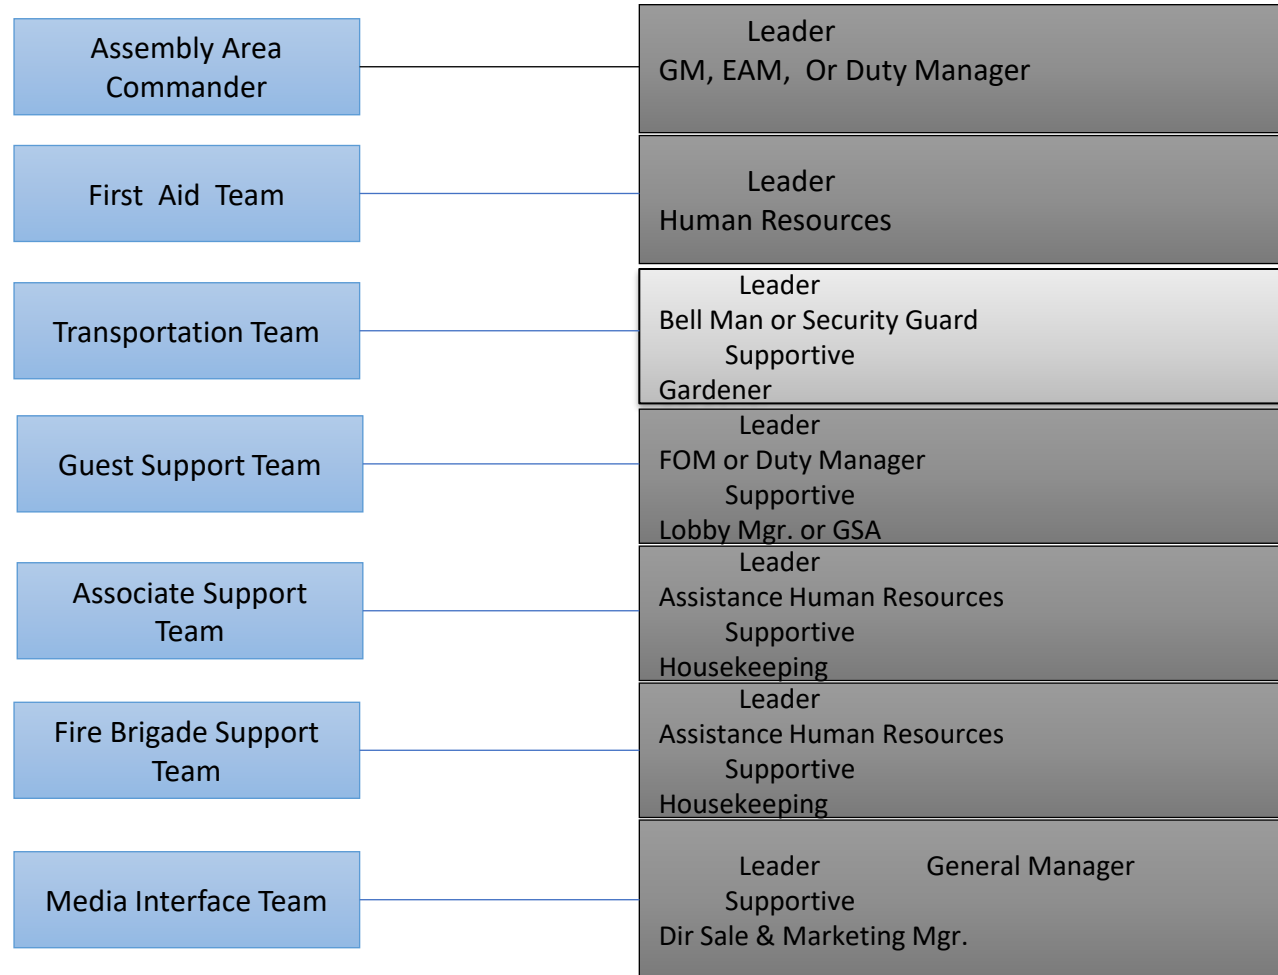 Assembly Area
Commander
Leader
GM, EAM, Or Duty Manager
First Aid Team
Leader
Human Resources
Transportation Team
Leader
Bell Man or Security Guard
Supportive
Gardener
Guest Support Team
Leader
FOM or Duty Manager
Supportive
Lobby Mgr. or GSA
Associate Support
Team
Leader
Assistance Human Resources
Supportive
Housekeeping
Fire Brigade Support
Team
Leader
Assistance Human Resources
Supportive
Housekeeping
Media Interface Team
Leader General Manager
Supportive
Dir Sale & Marketing Mgr.